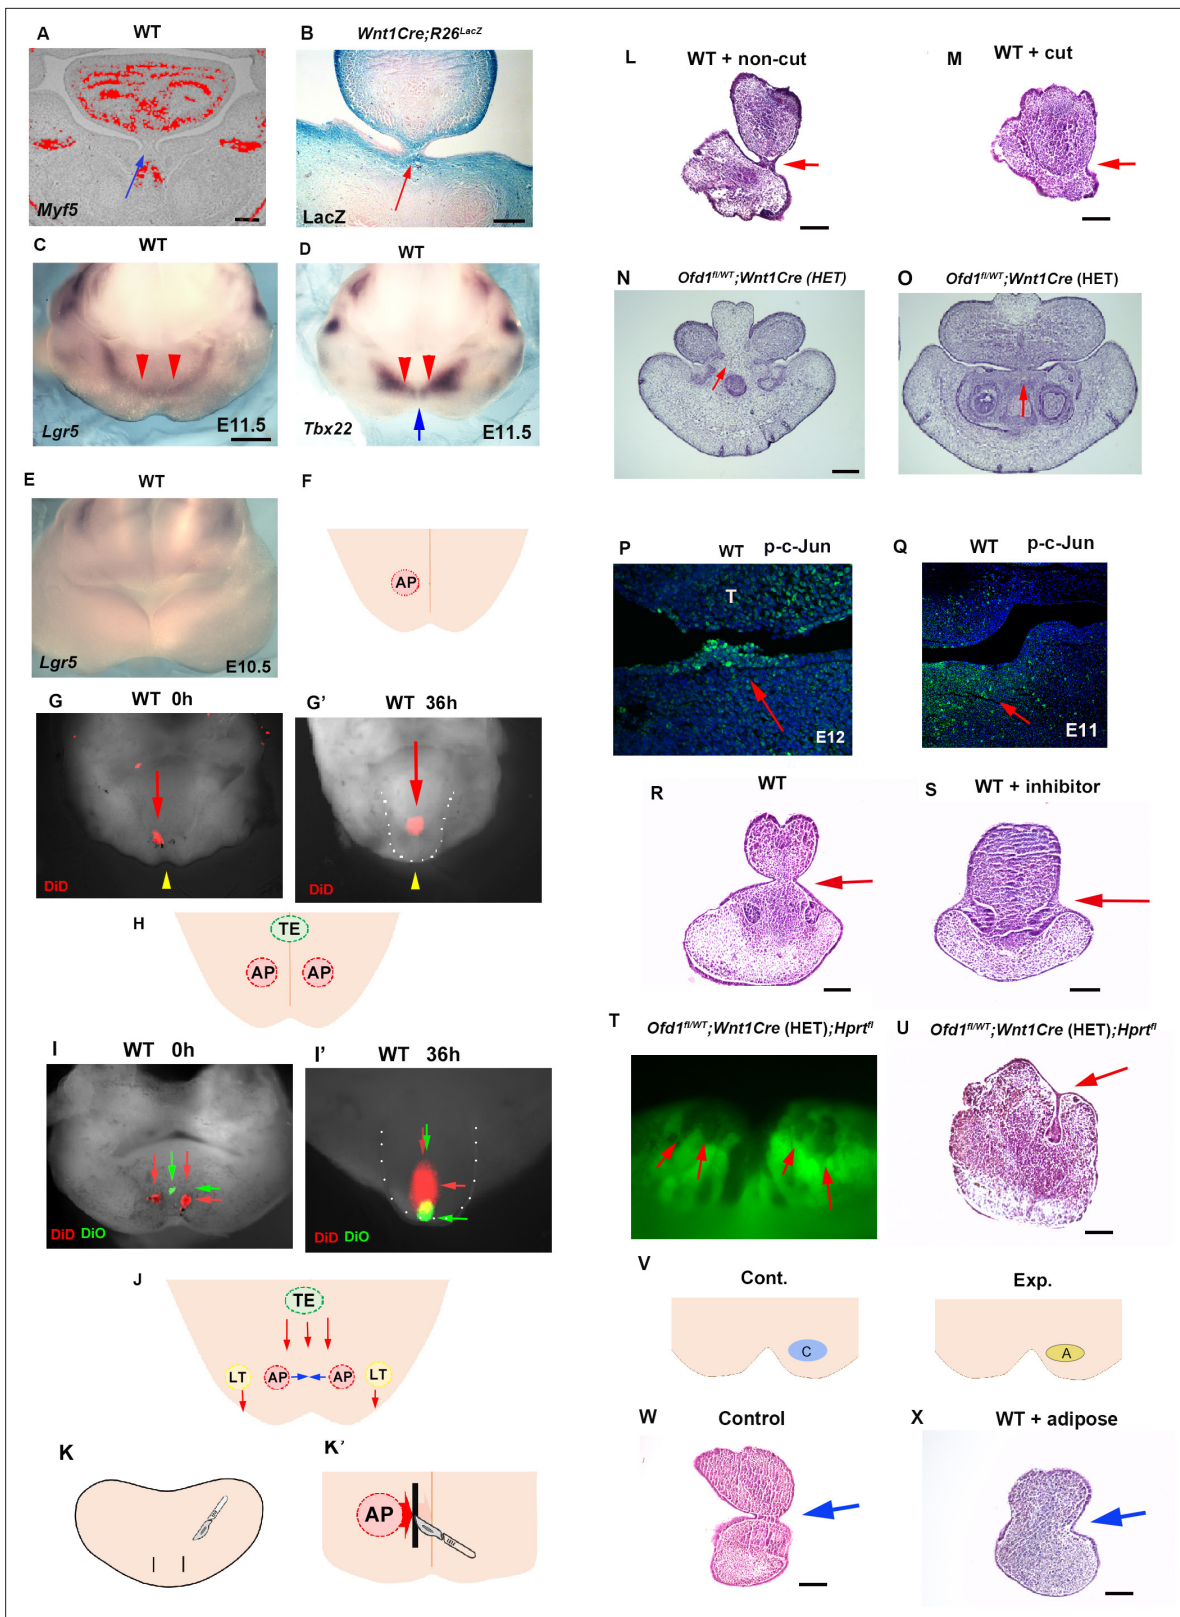 A WT
Myf5
B Wnt1Cre;R26LacZ
LacZ
C WT
Lgr5 E11.5
D WT
Tbx22 E11.5
E WT
Lgr5 E10.5
F
AP
G WT 0h
DiD
G' WT 36h
DiD
H
TE
AP AP
I WT 0h
DiD DiO
I' WT 36h
DiD DiO
J
TE
LT AP AP LT
K
K'
AP
L WT + non-cut
M WT + cut
N Ofd1fl/WT;Wnt1Cre (HET)
O Ofd1fl/WT;Wnt1Cre (HET)
P WT p-c-Jun
T
E12
Q WT p-c-Jun
E11
R WT
S WT + inhibitor
T Ofd1fl/WT;Wnt1Cre (HET);Hprtfl
U Ofd1fl/WT;Wnt1Cre (HET);Hprtfl
V Cont.
C
Exp.
A
W Control
X WT + adipose